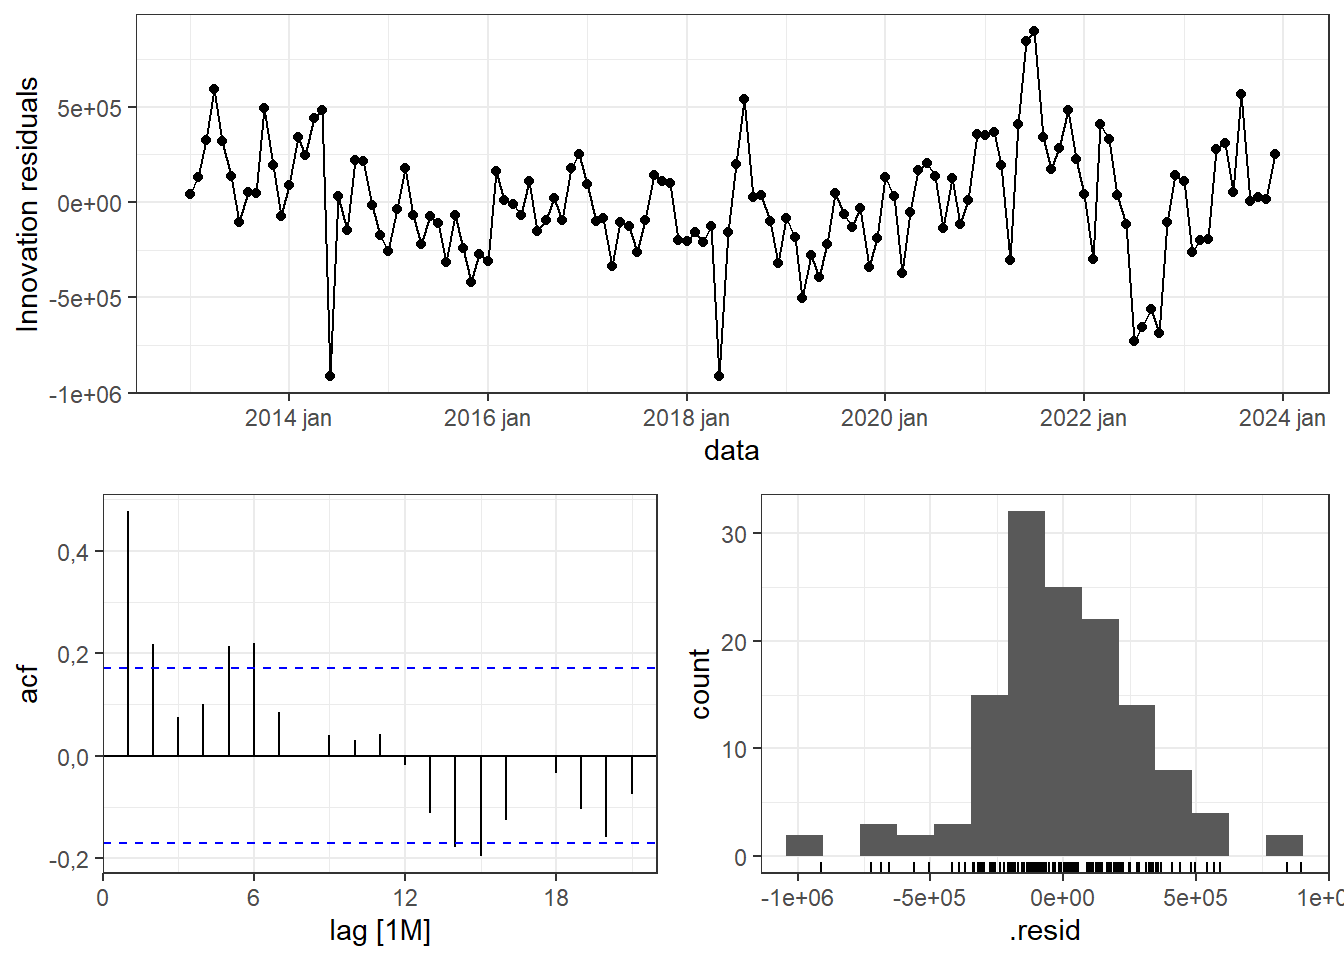 Innovation residuals
5e+05
0e+00
-5e+05
-1e+06
2014 jan 2016 jan 2018 jan 2020 jan 2022 jan 2024 jan
data
acf
0,4
0,2
0,0
-0,2
0 6 12 18
lag [1M]
count
30
20
10
0
-1e+06 -5e+05 0e+00 5e+05 1e+0
.resid